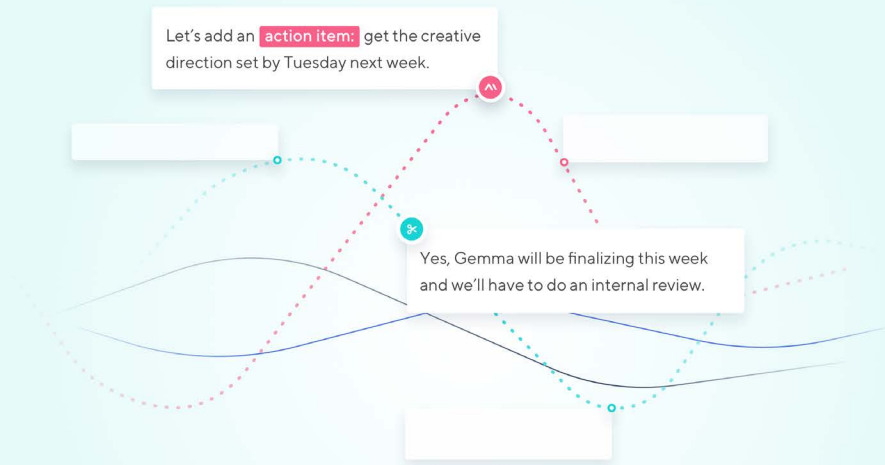 Let's add an action item: get the creative
direction set by Tuesday next week.
Yes, Gemma will be finalizing this week
and we'll have to do an internal review.